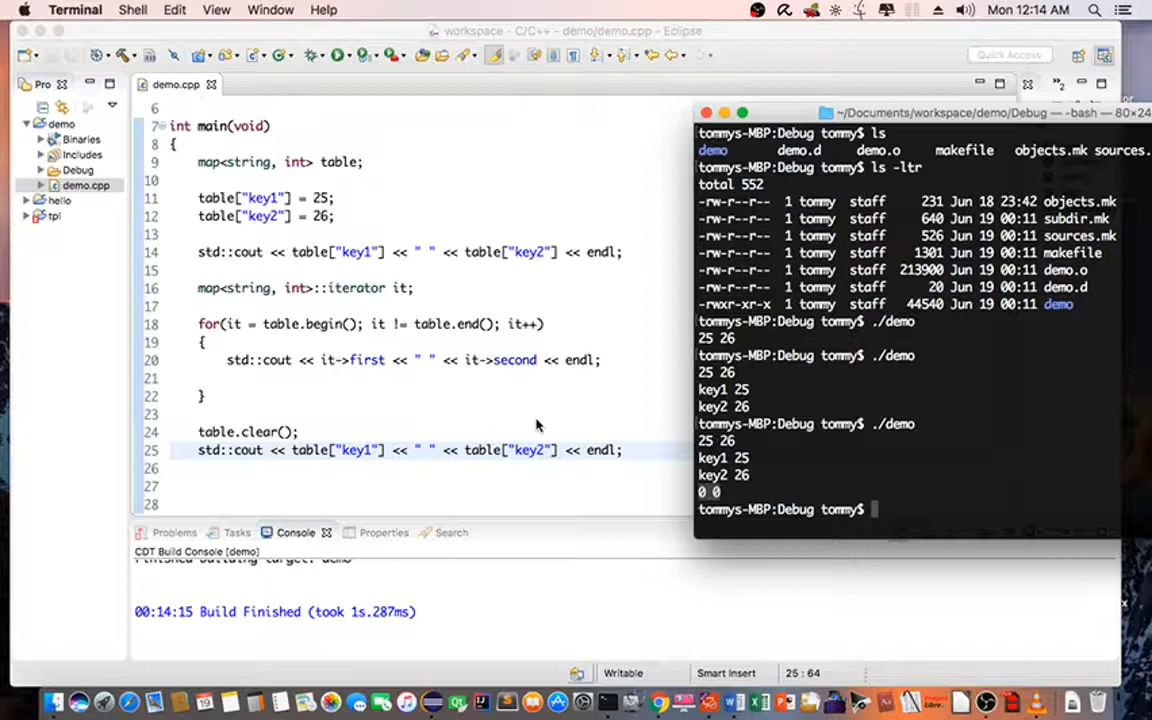 Terminal Shell Edit View Window Help Mon 12:14 AM
workspace - C/C++ - demo/demo.cpp - Eclipse
Quick Access
Pro
demo.cpp
demo
Binaries
Includes
Debug
demo.cpp
hello
tpl
6
7 int main(void)
8 {
9 map<string, int> table;
10
11 table["key1"] = 25;
12 table["key2"] = 26;
13
14 std::cout << table["key1"] << " " << table["key2"] << endl;
15
16 map<string, int>::iterator it;
17
18 for(it = table.begin(); it != table.end(); it++)
19 {
20 std::cout << it->first << " " << it->second << endl;
21
22 }
23
24 table.clear();
25 std::cout << table["key1"] << " " << table["key2"] << endl;
26
27
28
~/Documents/workspace/demo/Debug — -bash — 80×24
tommys-MBP:Debug tommy$ ls
demo demo.d demo.o makefile objects.mk sources.
tommys-MBP:Debug tommy$ ls -ltr
total 552
-rw-r--r-- 1 tommy staff 231 Jun 18 23:42 objects.mk
-rw-r--r-- 1 tommy staff 640 Jun 19 00:11 subdir.mk
-rw-r--r-- 1 tommy staff 526 Jun 19 00:11 sources.mk
-rw-r--r-- 1 tommy staff 1301 Jun 19 00:11 makefile
-rw-r--r-- 1 tommy staff 213900 Jun 19 00:11 demo.o
-rw-r--r-- 1 tommy staff 20 Jun 19 00:11 demo.d
-rwxr-xr-x 1 tommy staff 44540 Jun 19 00:11 demo
tommys-MBP:Debug tommy$ ./demo
25 26
tommys-MBP:Debug tommy$ ./demo
25 26
key1 25
key2 26
tommys-MBP:Debug tommy$ ./demo
25 26
key1 25
key2 26
0 0
tommys-MBP:Debug tommy$
Problems Tasks Console Properties Search
CDT Build Console [demo]
Finished building target: demo
00:14:15 Build Finished (took 1s.287ms)
Writable Smart Insert 25 : 64